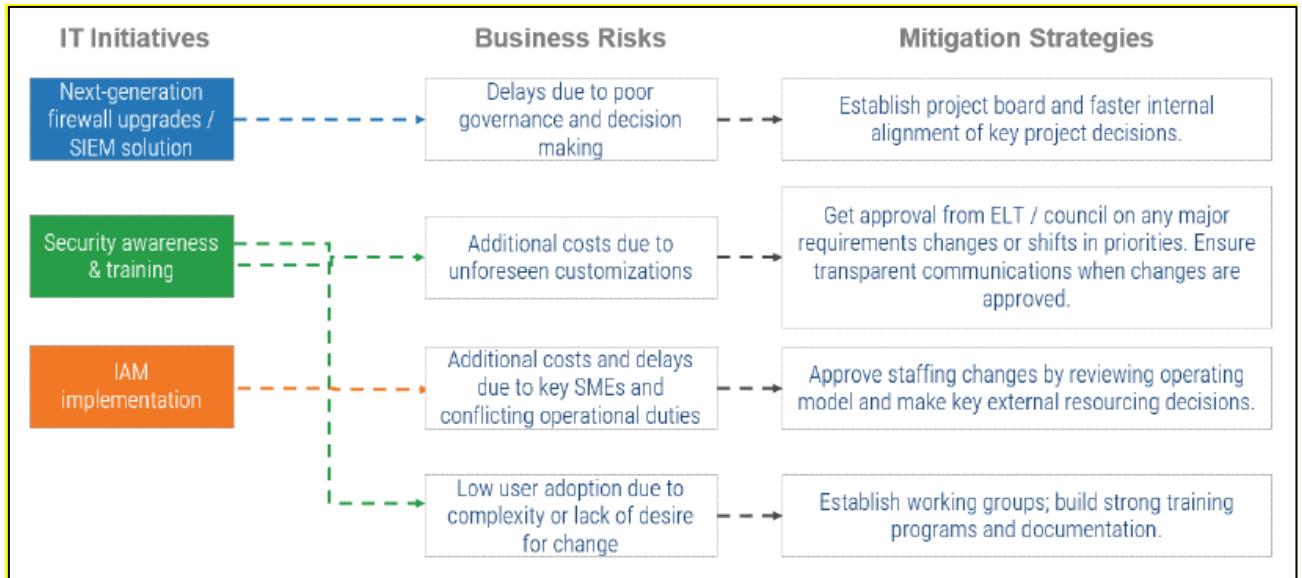 IT Initiatives
Business Risks
Mitigation Strategies
Next-generation
firewall upgrades /
SIEM solution
Delays due to poor
governance and decision
making
Establish project board and faster internal
alignment of key project decisions.
Security awareness
& training
Additional costs due to
unforeseen customizations
Get approval from ELT / council on any major
requirements changes or shifts in priorities. Ensure
transparent communications when changes are
approved.
IAM
implementation
Additional costs and delays
due to key SMEs and
conflicting operational duties
Approve staffing changes by reviewing operating
model and make key external resourcing decisions.
Low user adoption due to
complexity or lack of desire
for change
Establish working groups; build strong training
programs and documentation.